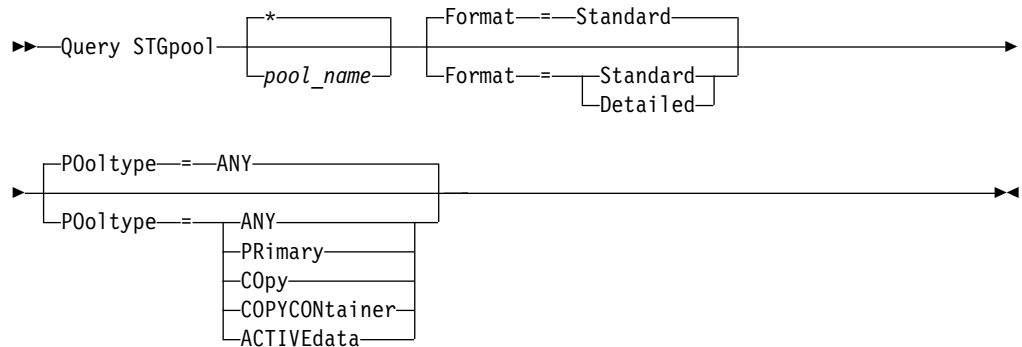 * Format = Standard
Query STGpool
pool_name Format = Standard
Detailed
POoltype = ANY
POoltype = ANY
PRimary
COpy
COPYCONtainer
ACTIVEdata